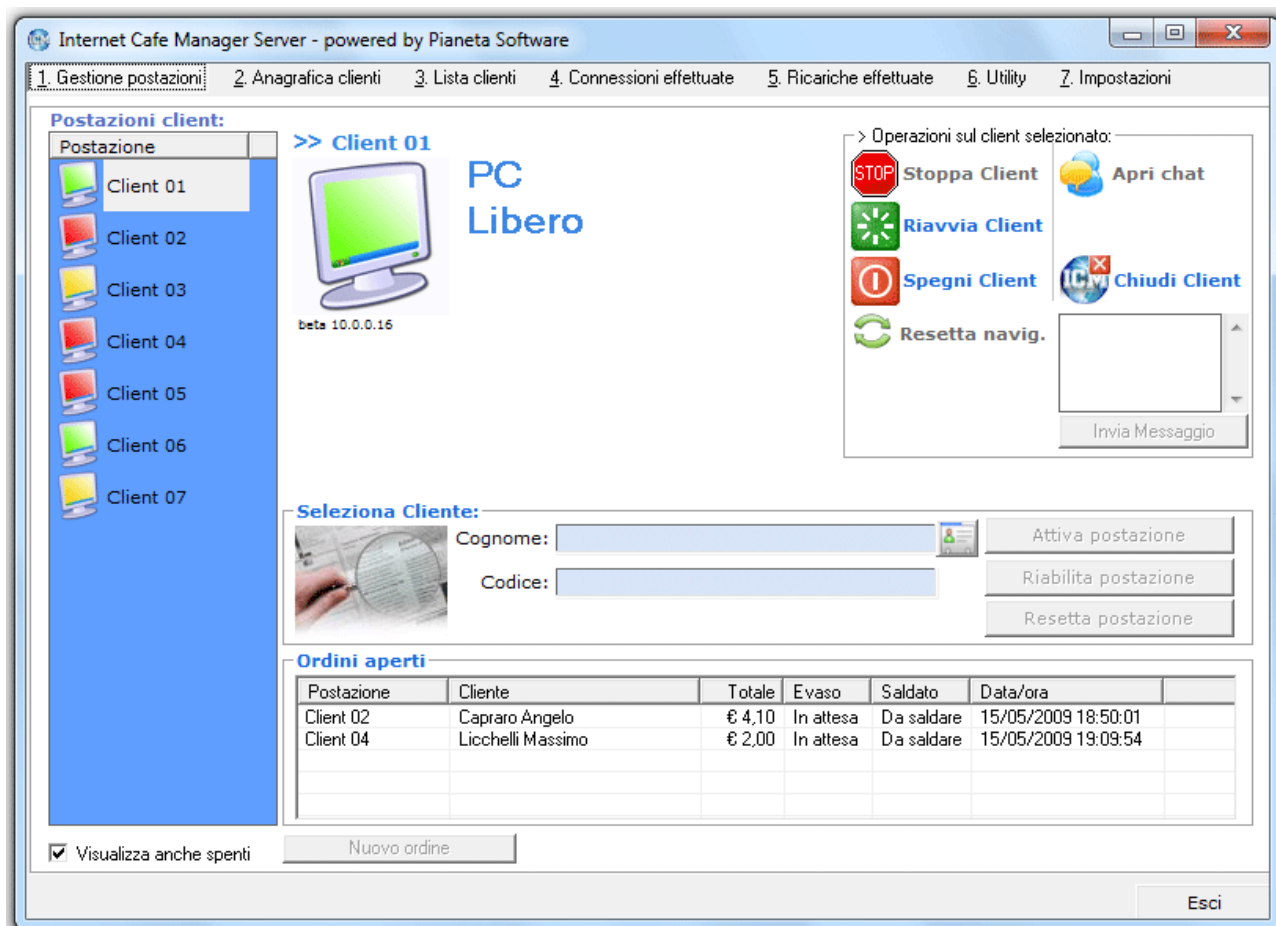 Internet Cafe Manager Server - powered by Pianeta Software
1. Gestione postazioni 2. Anagrafica clienti 3. Lista clienti 4. Connessioni effettuate 5. Ricariche effettuate 6. Utility 7. Impostazioni
Postazioni client:
Postazione
Client 01
Client 02
Client 03
Client 04
Client 05
Client 06
Client 07
Visualizza anche spenti
>> Client 01
PC
Libero
beta 10.0.0.16
> Operazioni sul client selezionato:
STOP Stoppa Client Apri chat
Riavvia Client
Spegni Client ICM Chiudi Client
Resetta navig.
Invia Messaggio
Seleziona Cliente:
Cognome:
Codice:
Attiva postazione
Riabilita postazione
Resetta postazione
Ordini aperti
Postazione Cliente Totale Evaso Saldato Data/ora
Client 02 Capraro Angelo € 4,10 In attesa Da saldare 15/05/2009 18:50:01
Client 04 Licchelli Massimo € 2,00 In attesa Da saldare 15/05/2009 19:09:54
Nuovo ordine
Esci